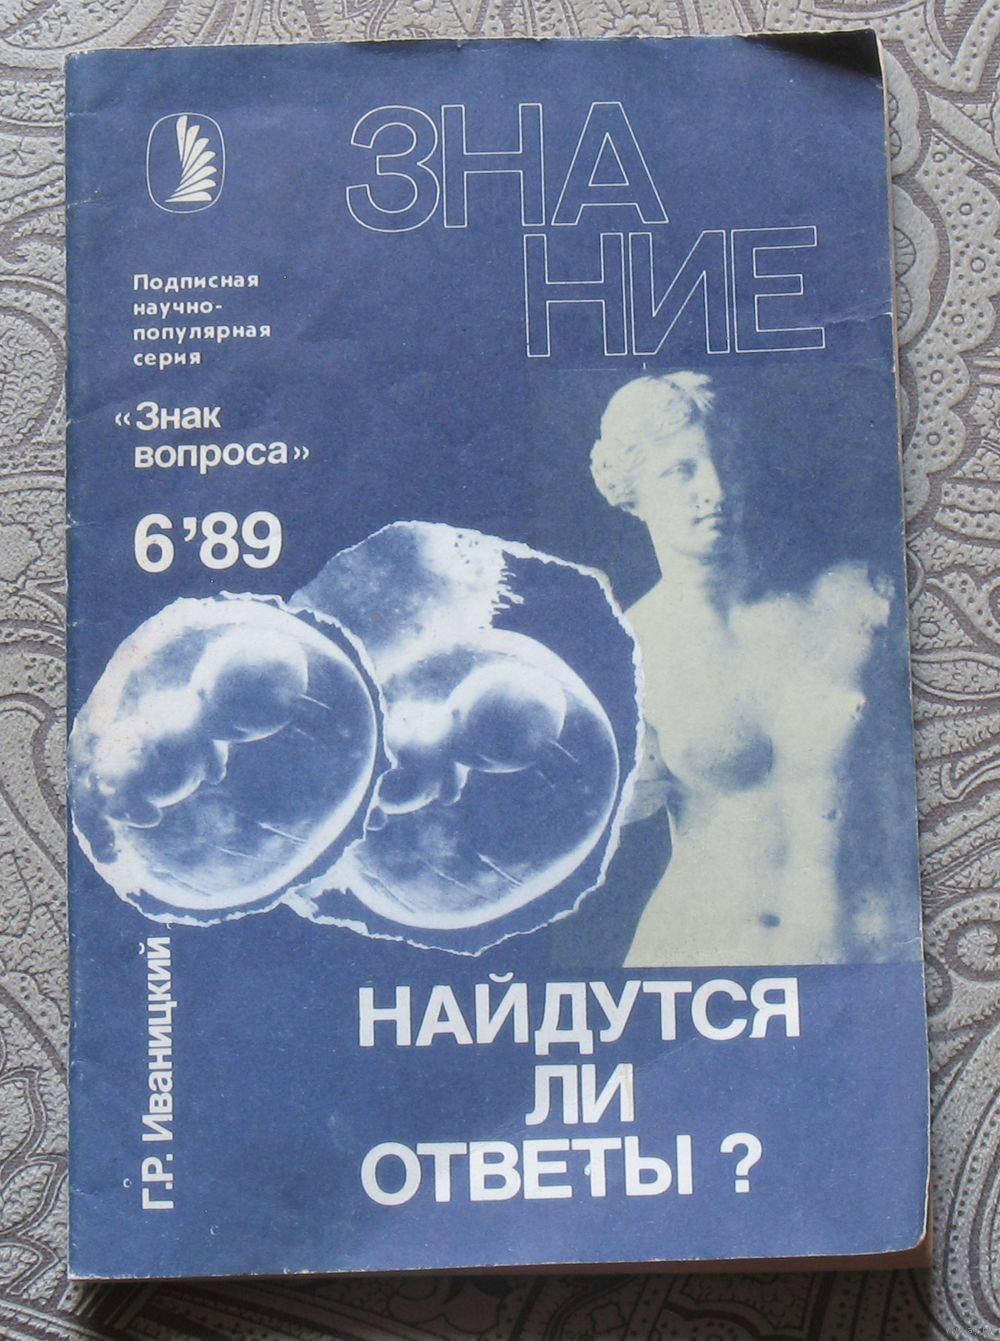 ЗНА
НИЕ
Подписная
научно-
популярная
серия
«Знак
вопроса»
6'89
Г.Р. Иваницкий
НАЙДУТСЯ
ЛИ
ОТВЕТЫ?